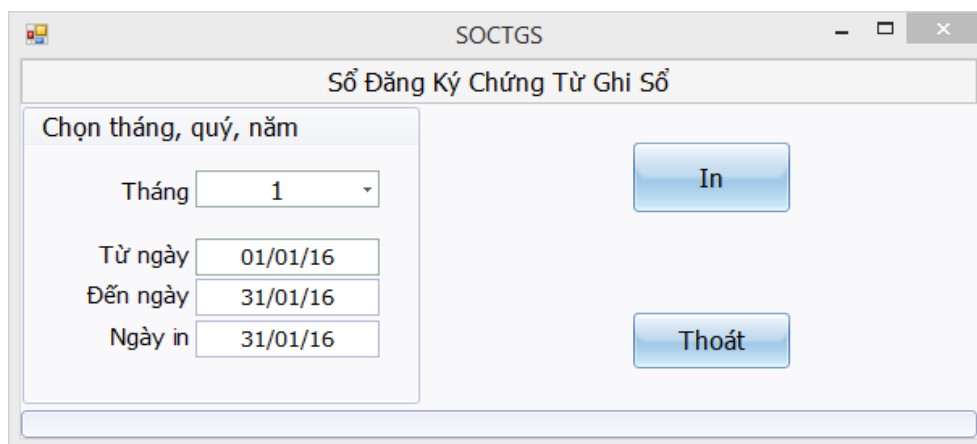 SOCTGS
Sổ Đăng Ký Chứng Từ Ghi Sổ
Chọn tháng, quý, năm
Tháng 1
Từ ngày 01/01/16
Đến ngày 31/01/16
Ngày in 31/01/16
In
Thoát